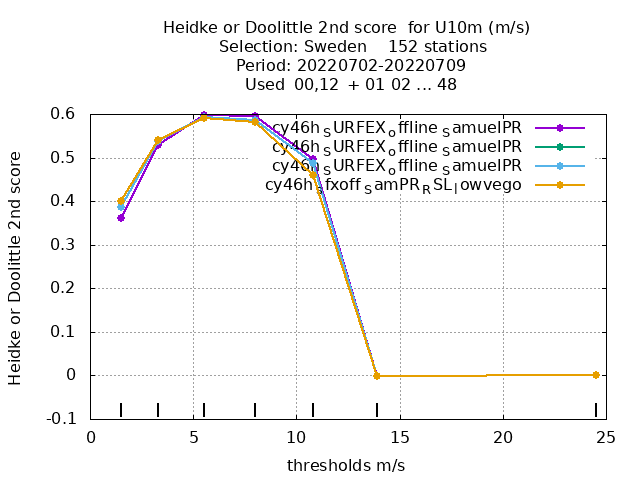 Heidke or Doolittle 2nd score  for U10m (m/s)
Selection: Sweden    152 stations
Period: 20220702-20220709
Used  00,12  + 01 02 ... 48
Heidke or Doolittle 2nd score
0.6
0.5
0.4
0.3
0.2
0.1
0
-0.1
cy46h_SURFEX_offline_SamuelPR
cy46h_SURFEX_offline_SamuelPR
cy46h_SURFEX_offline_SamuelPR
cy46h_sfxoff_SamPR_RSL_lowvego
0 5 10 15 20 25
thresholds m/s